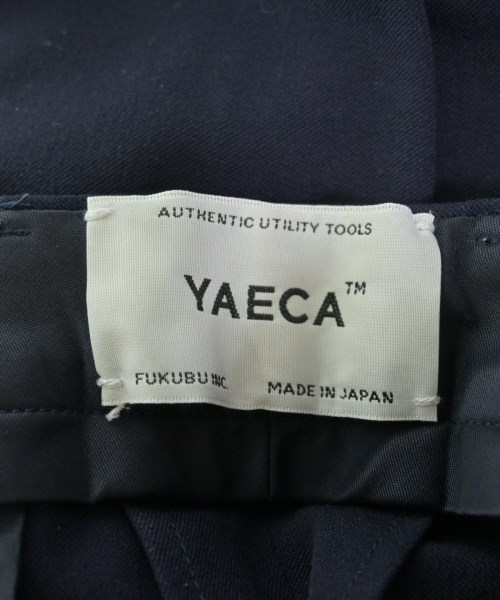 AUTHENTIC UTILITY TOOLS
YAECA™
FUKUBU INC. MADE IN JAPAN